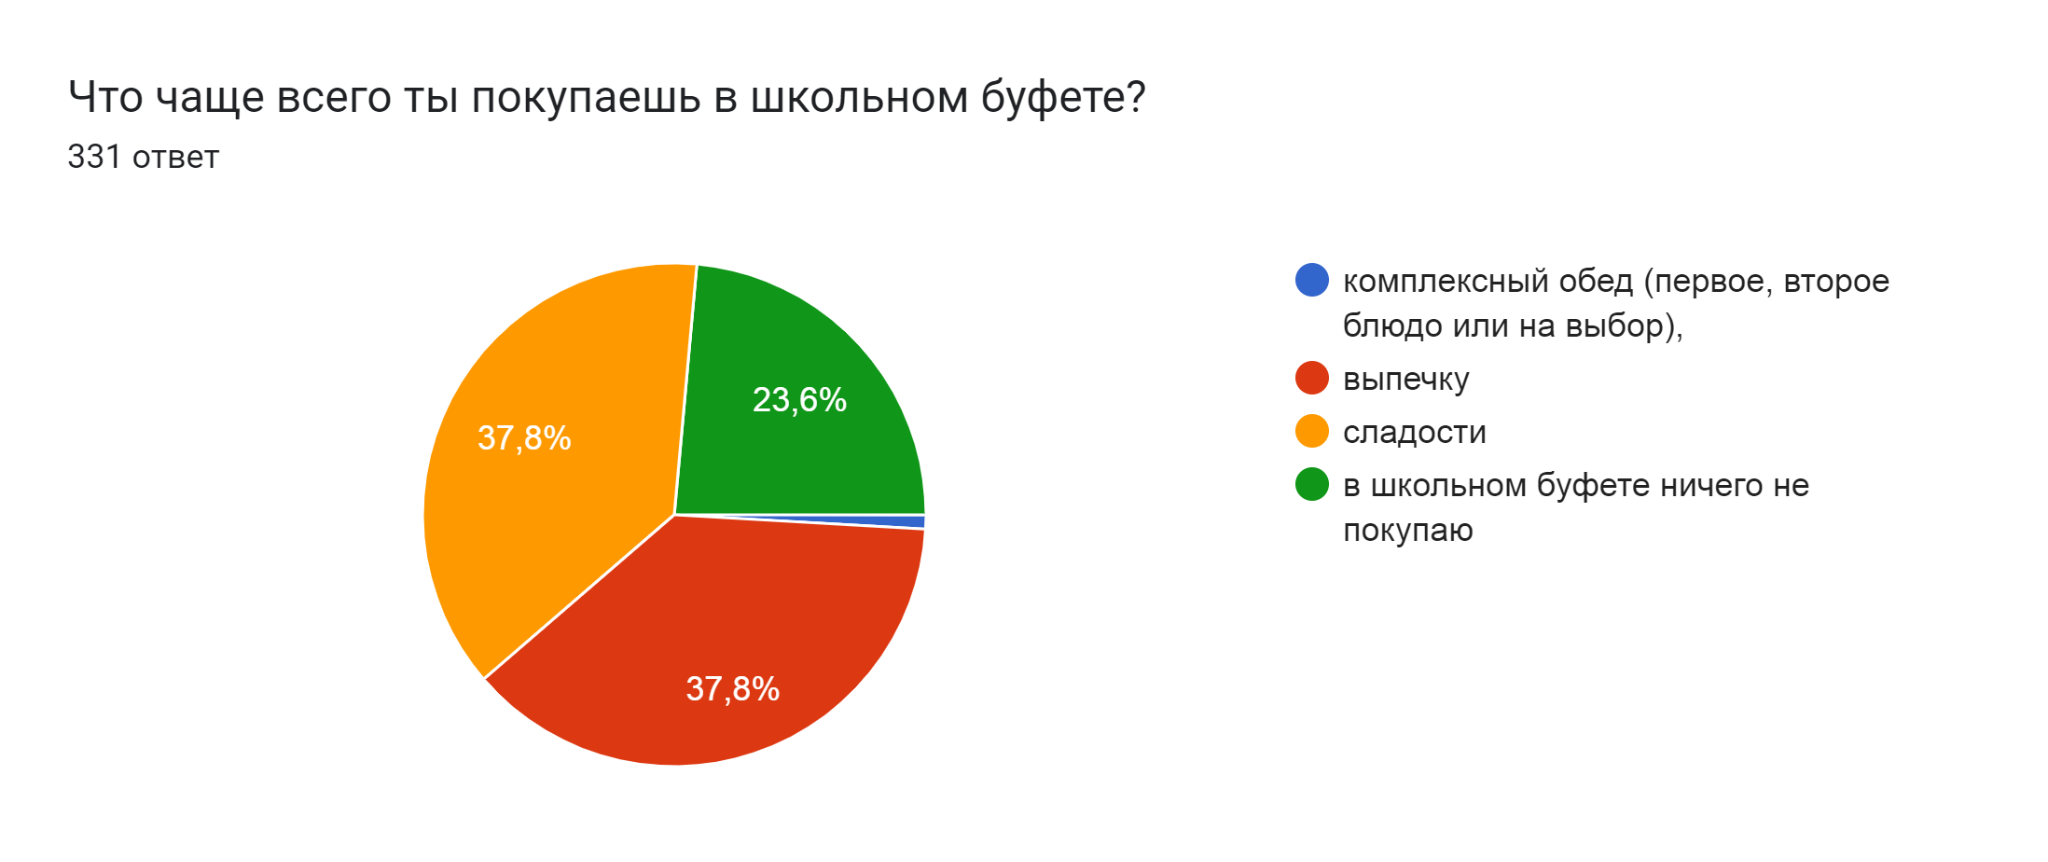 Что чаще всего ты покупаешь в школьном буфете?
331 ответ
23,6%
37,8%
37,8%
комплексный обед (первое, второе
блюдо или на выбор),
выпечку
сладости
в школьном буфете ничего не
покупаю